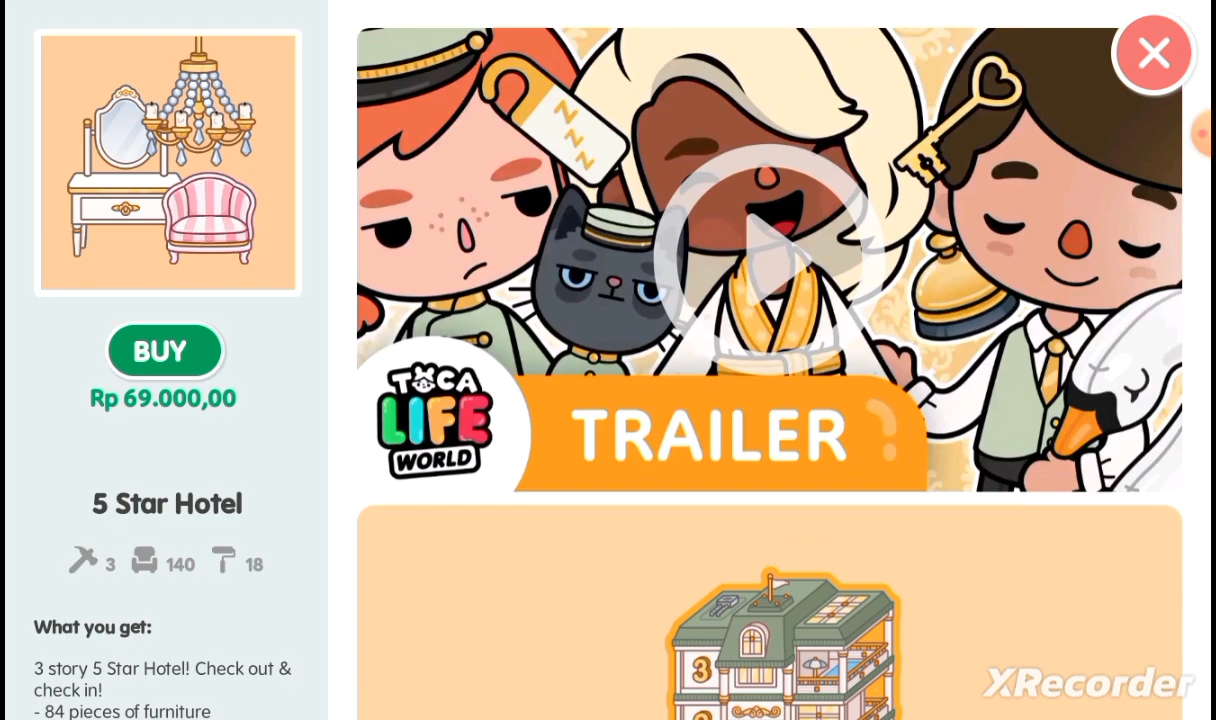 BUY
Rp 69.000,00
5 Star Hotel
3 140 18
What you get:
3 story 5 Star Hotel! Check out &
check in!
- 84 pieces of furniture
Z
Z
Z
TOCA
LIFE
WORLD
TRAILER
3
XRecorder